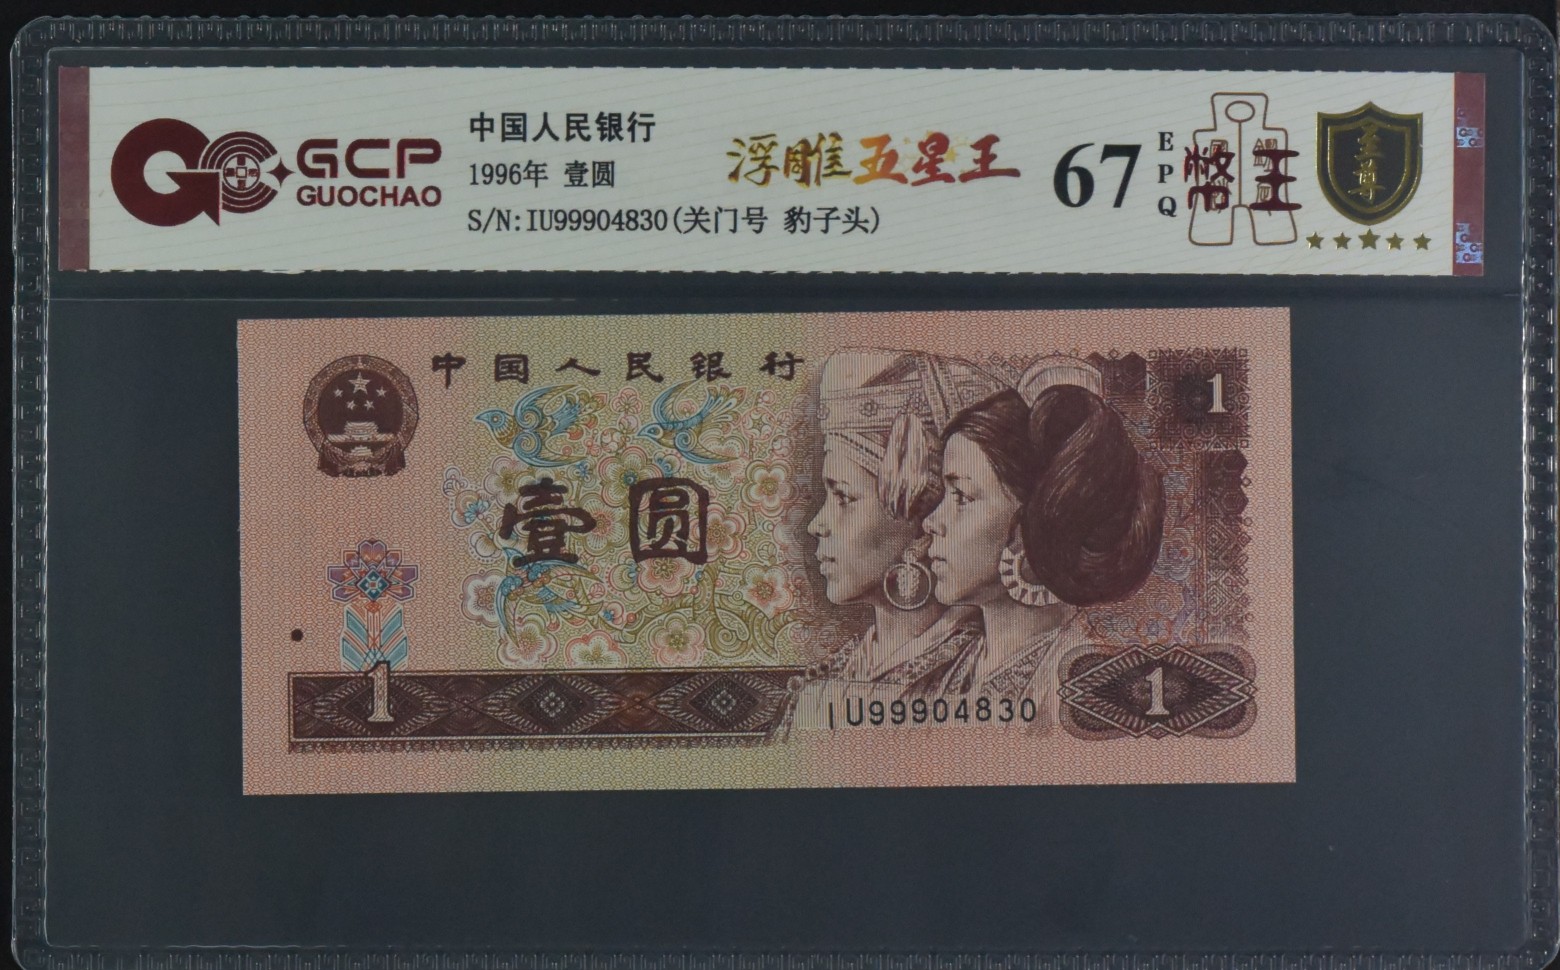 GCP
GUOCHAO
中国人民银行
1996年 壹圆
S/N:IU99904830(关门号 豹子头)
浮雕五星王
67
EPQ
至尊
中国人民银行
1
壹圆
1
IU99904830
1